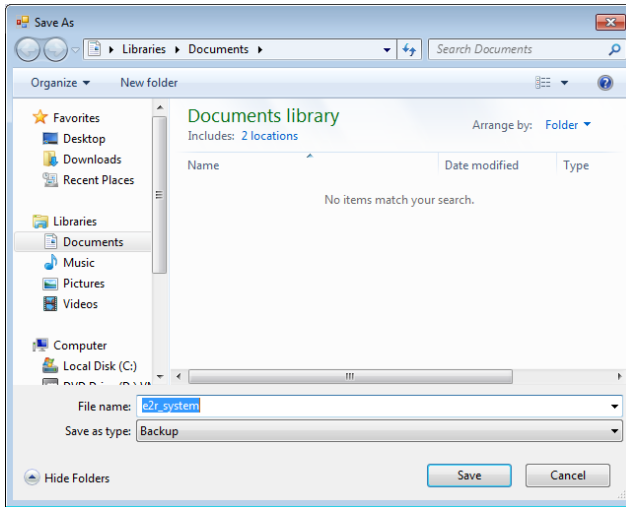 Save As
Libraries Documents
Search Documents
Organize New folder
Favorites
Desktop
Downloads
Recent Places
Libraries
Documents
Music
Pictures
Videos
Computer
Local Disk (C:)
Documents library
Includes: 2 locations
Arrange by: Folder
Name Date modified Type
No items match your search.
File name: e2r_system
Save as type: Backup
Hide Folders
Save Cancel